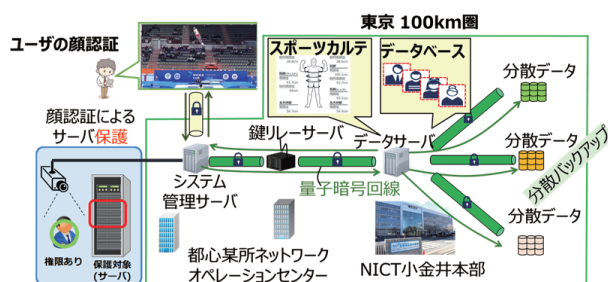 東京 100km圏
ユーザの顔認証
スポーツカルテ
データベース
分散データ
顔認証による
サーバ保護
鍵リレーサーバ
データサーバ
分散データ
分散バックアップ
システム
管理サーバ
量子暗号回線
分散データ
権限あり
保護対象
(サーバ)
都心某所ネットワーク
オペレーションセンター
NICT小金井本部